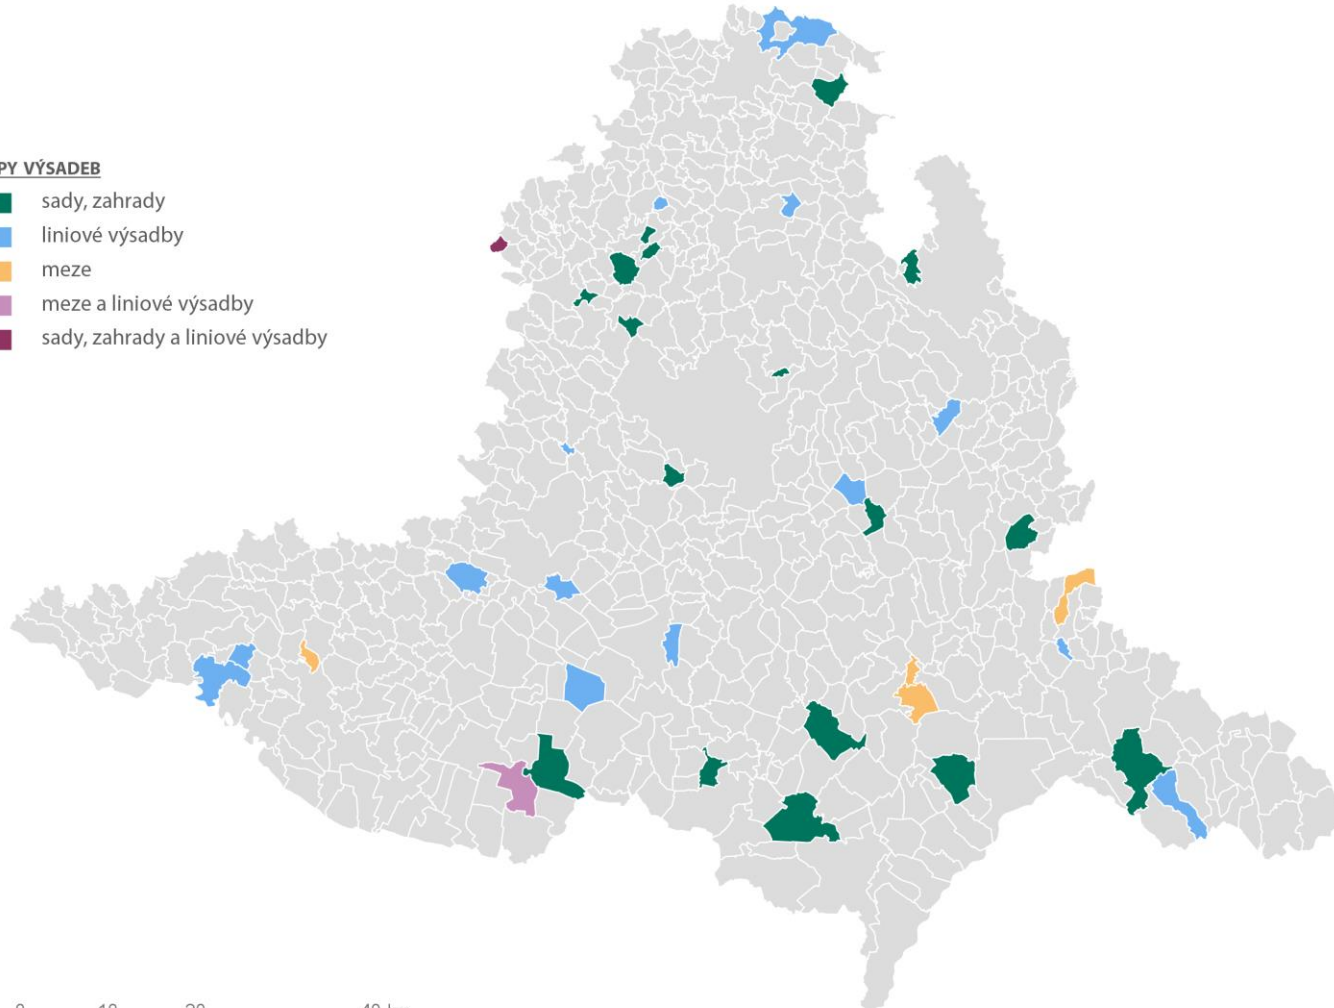 PY VÝSADEB
sady, zahrady
liniové výsadby
meze
meze a liniové výsadby
sady, zahrady a liniové výsadby